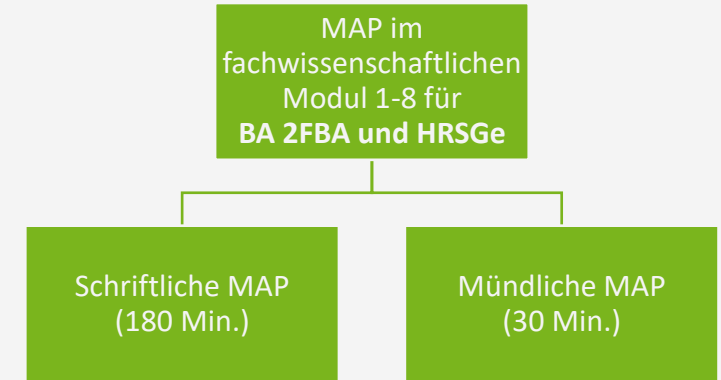 MAP im
fachwissenschaftlichen
Modul 1-8 für
BA 2FBA und HRSGe
Schriftliche MAP
(180 Min.)
Mündliche MAP
(30 Min.)